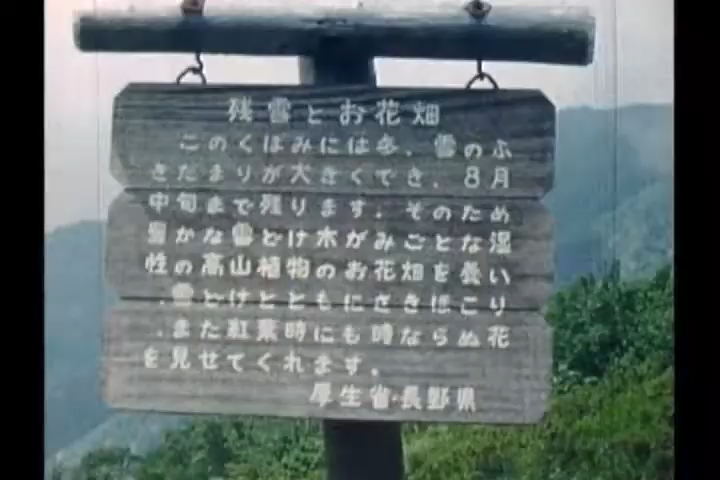 残雪とお花畑
このくぼみには冬、雪のふ
きだまりが大きくでき、8月
中旬まで残ります。そのため
豊かな雪どけ水がみごとな湿
性の高山植物のお花畑を養い
、雪どけとともにさきほこり
、また紅葉時にも時ならぬ花
を見せてくれます。
厚生省・長野県